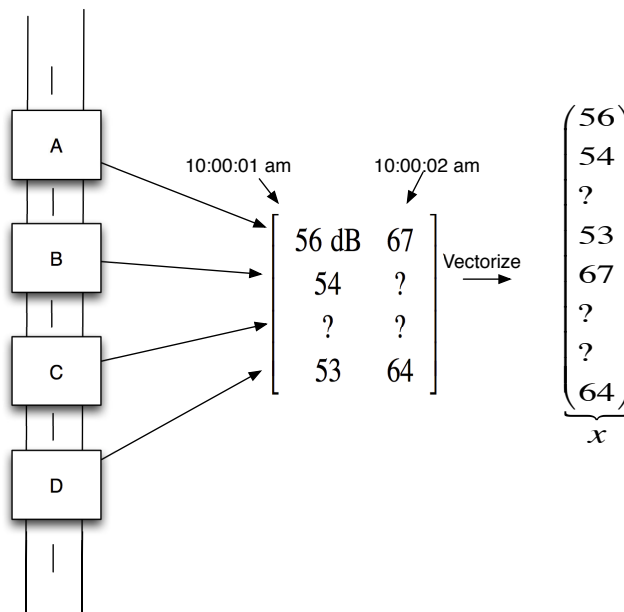 A
B
C
D
10:00:01 am
10:00:02 am
56 dB 67
54 ?
? ?
53 64
Vectorize
56
54
?
53
67
?
?
64
x